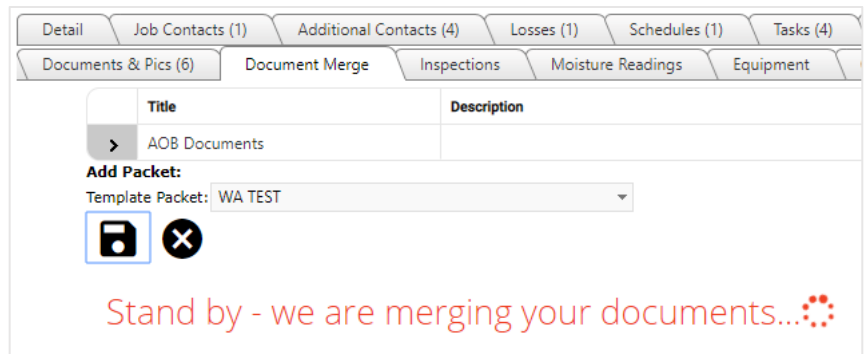 Detail Job Contacts (1) Additional Contacts (4) Losses (1) Schedules (1) Tasks (4)
Documents & Pics (6) Document Merge Inspections Moisture Readings Equipment
Title Description
AOB Documents
Add Packet:
Template Packet: WA TEST
Stand by - we are merging your documents...